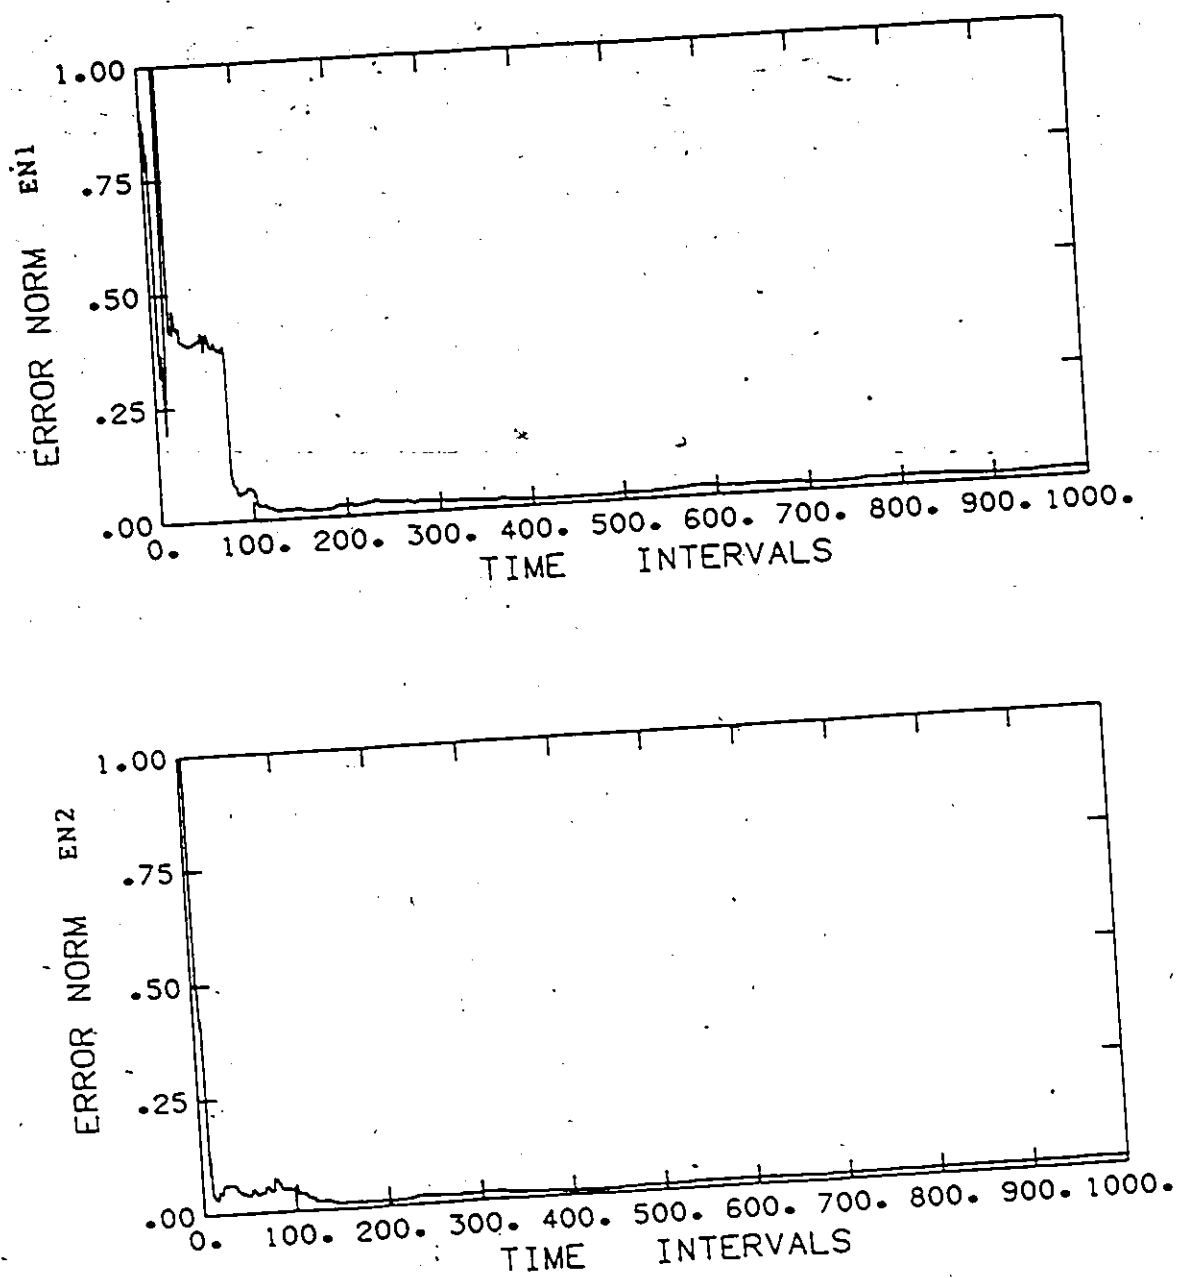 1.00
.75
.50
.25
.00
ERROR NORM EN1
0. 100. 200. 300. 400. 500. 600. 700. 800. 900. 1000.
TIME INTERVALS
1.00
.75
.50
.25
.00
ERROR NORM EN2
0. 100. 200. 300. 400. 500. 600. 700. 800. 900. 1000.
TIME INTERVALS